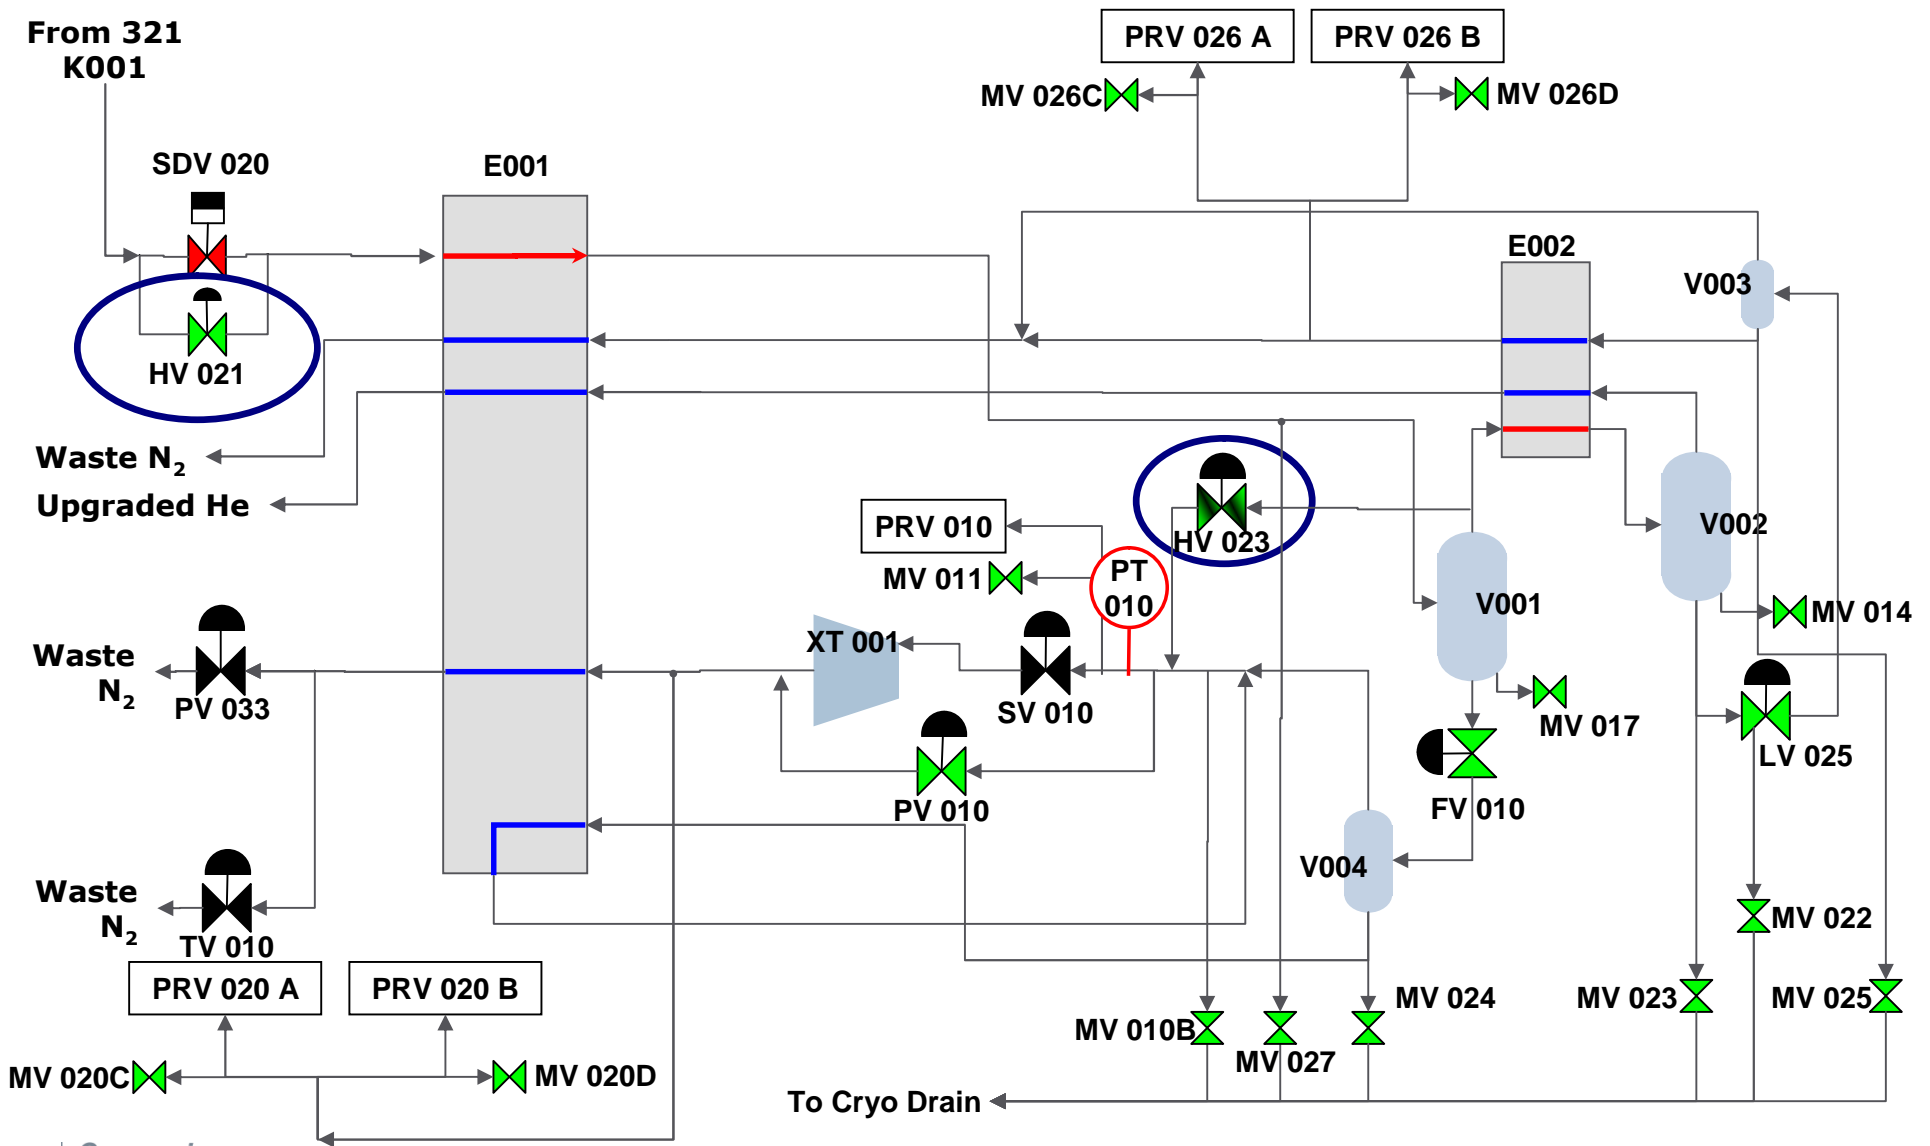 From 321
K001
PRV 026 A
PRV 026 B
MV 026C
MV 026D
SDV 020
E001
E002
V003
HV 021
Waste N2
Upgraded He
PRV 010
HV 023
V002
MV 011
PT
010
V001
MV 014
XT 001
Waste
N2
PV 033
SV 010
MV 017
LV 025
PV 010
FV 010
V004
Waste
N2
TV 010
MV 022
PRV 020 A
PRV 020 B
MV 024
MV 023
MV 025
MV 010B
MV 027
MV 020C
MV 020D
To Cryo Drain